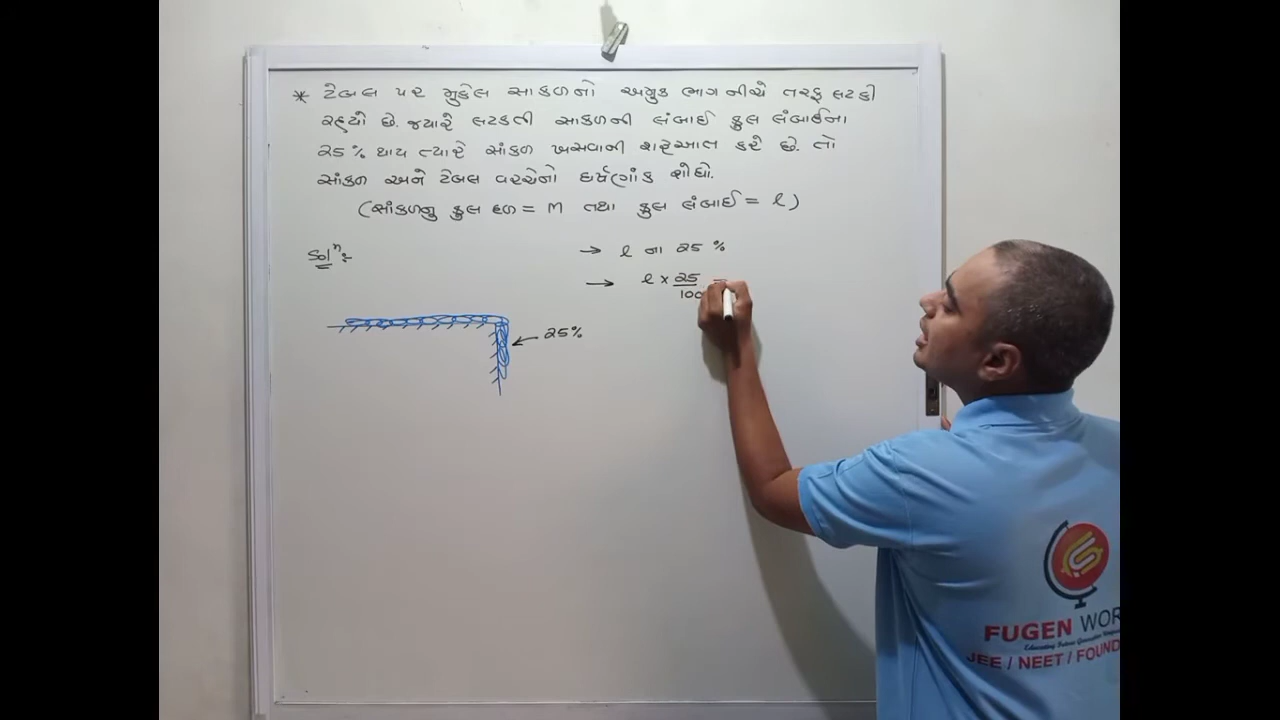 * ટેબલ પર મુકેલ સાકળનો અમુક ભાગ નીચે તરફ લટકી
રહયો છે. જ્યારે લટકતી સાકળની લંબાઈ કુલ લંબાઈના
25% થાય ત્યારે સાંકળ ખસવાની શરૂઆત કરે છે. તો
સાંકળ અને ટેબલ વચ્ચેનો ઘર્ષણાંક શોધો.
(સાંકળનુ કુલ દળ = M તથા કુલ લંબાઈ = l)
Solⁿ:-
→ l ના 25 %
→ l × 25/100 =
25%
FUGEN WOR
JEE / NEET / FOUND